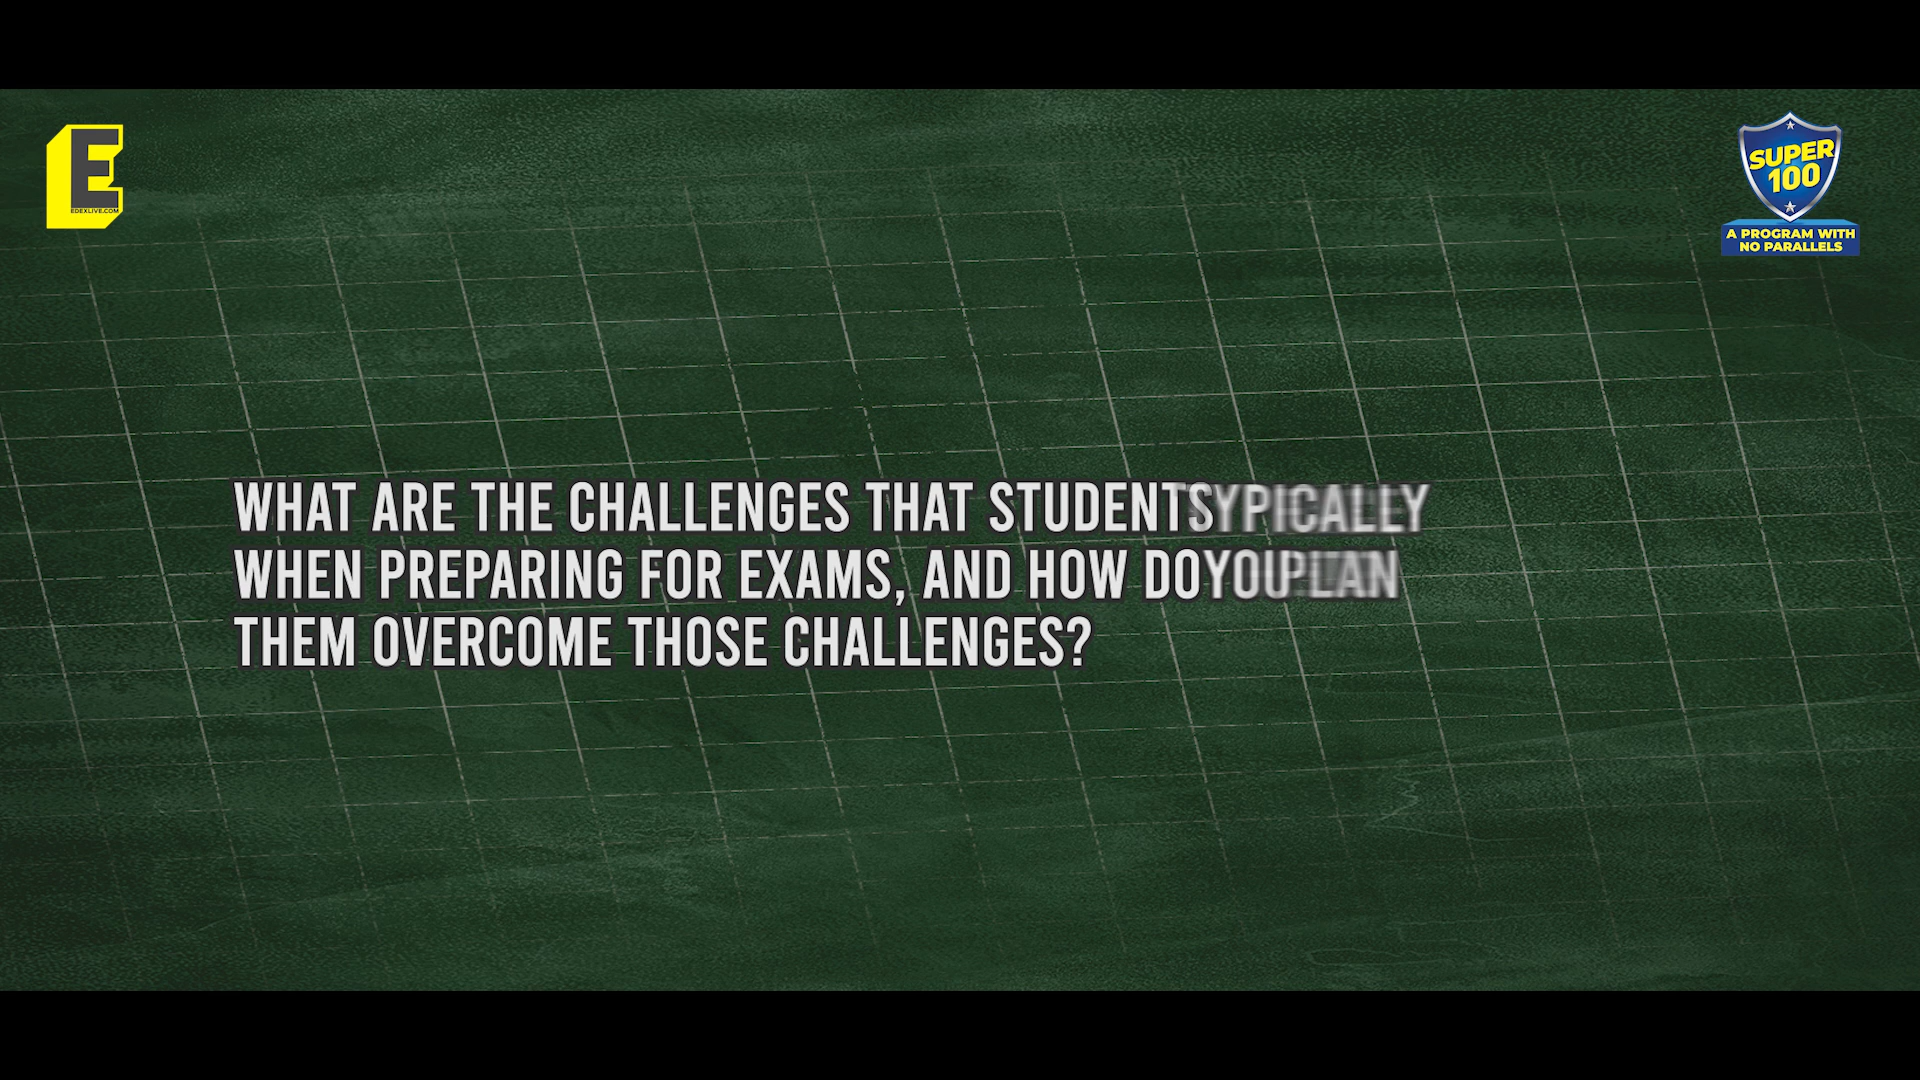 E
EDEXLIVE.COM
SUPER
100
A PROGRAM WITH
NO PARALLELS
WHAT ARE THE CHALLENGES THAT STUDENTS TYPICALLY
WHEN PREPARING FOR EXAMS, AND HOW DO YOU PLAN
THEM OVERCOME THOSE CHALLENGES?